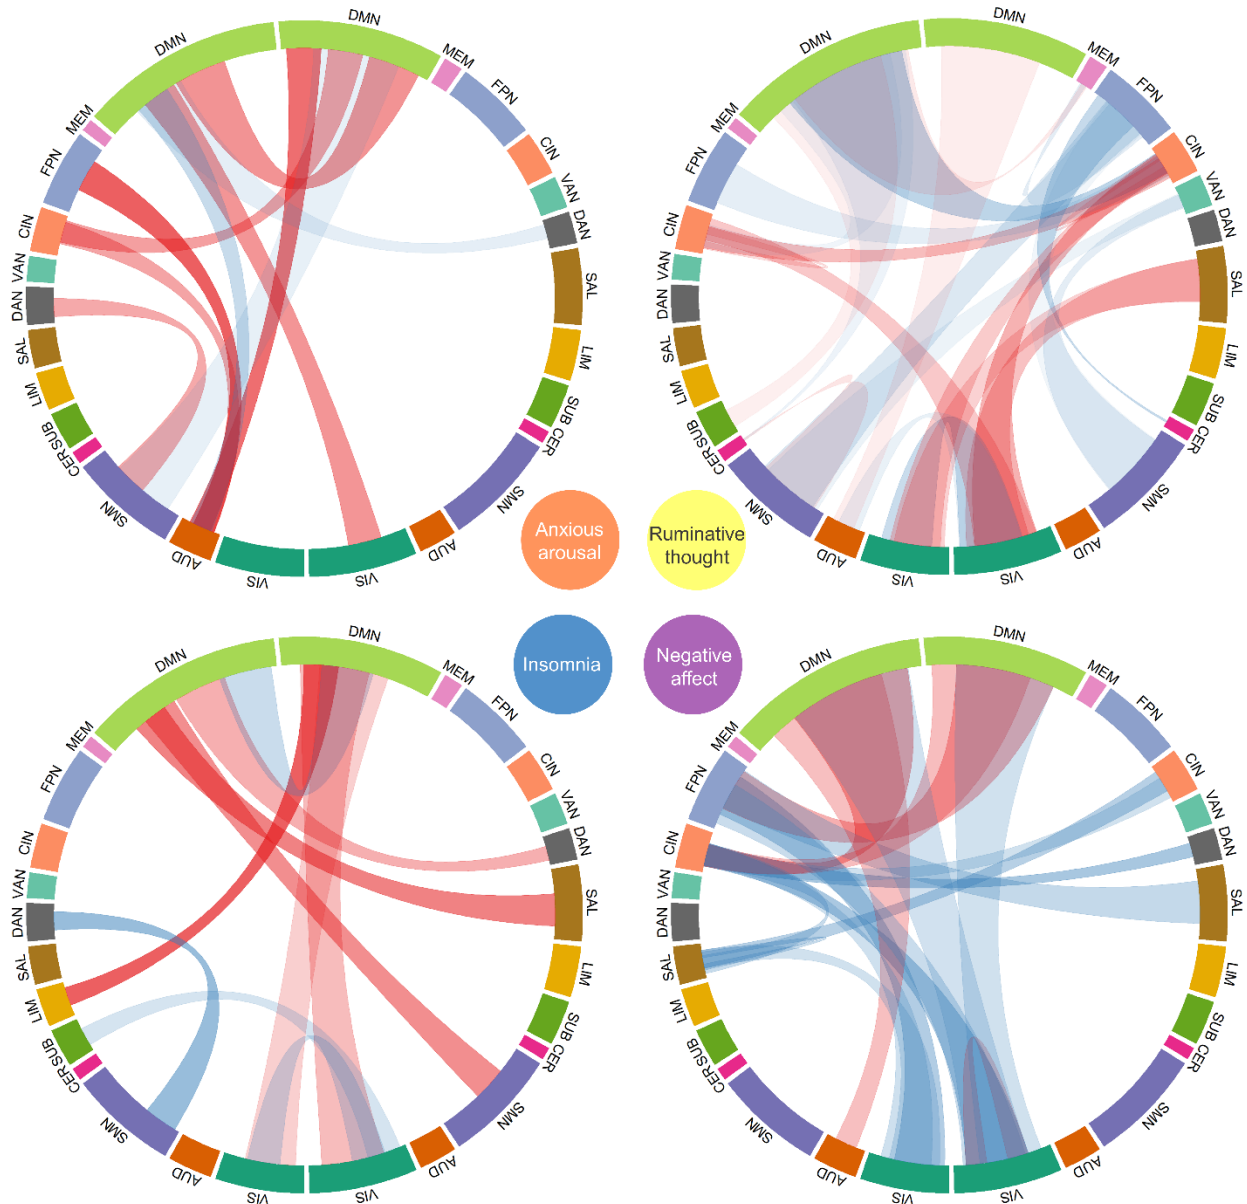 DMN
DMN
MEM
FPN
CIN
VAN
DAN
SAL
LIM
SUB
CER
SMN
AUD
VIS
VIS
AUD
SMN
CER
SUB
LIM
SAL
DAN
VAN
CIN
FPN
MEM
DMN
DMN
MEM
FPN
CIN
VAN
DAN
SAL
LIM
SUB
CER
SMN
AUD
VIS
VIS
AUD
SMN
CER
SUB
LIM
SAL
DAN
VAN
CIN
FPN
MEM
Anxious
arousal
Ruminative
thought
Insomnia
Negative
affect
DMN
DMN
MEM
FPN
CIN
VAN
DAN
SAL
LIM
SUB
CER
SMN
AUD
VIS
VIS
AUD
SMN
CER
SUB
LIM
SAL
DAN
VAN
CIN
FPN
MEM
DMN
DMN
MEM
FPN
CIN
VAN
DAN
SAL
LIM
SUB
CER
SMN
AUD
VIS
VIS
AUD
SMN
CER
SUB
LIM
SAL
DAN
VAN
CIN
FPN
MEM